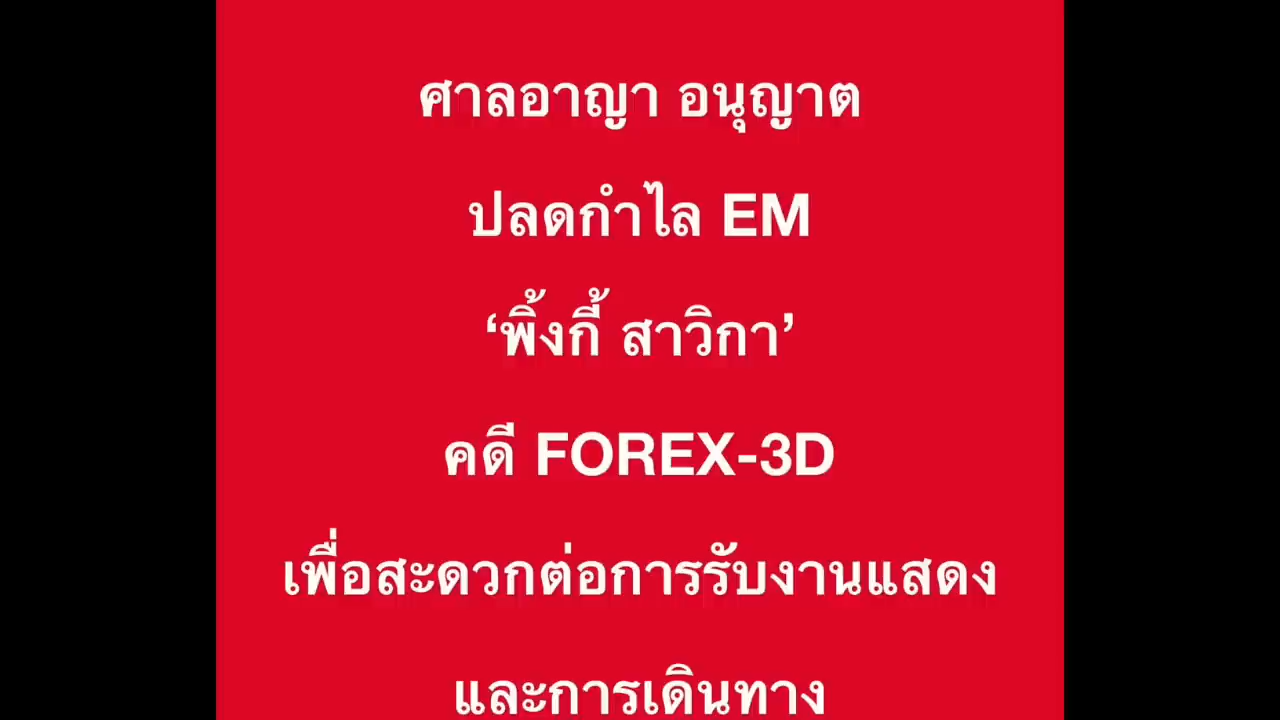 ศาลอาญา อนุญาต
ปลดกำไล EM
‘พิ้งกี้ สาวิกา’
คดี FOREX-3D
เพื่อสะดวกต่อการรับงานแสดง
และการเดินทาง